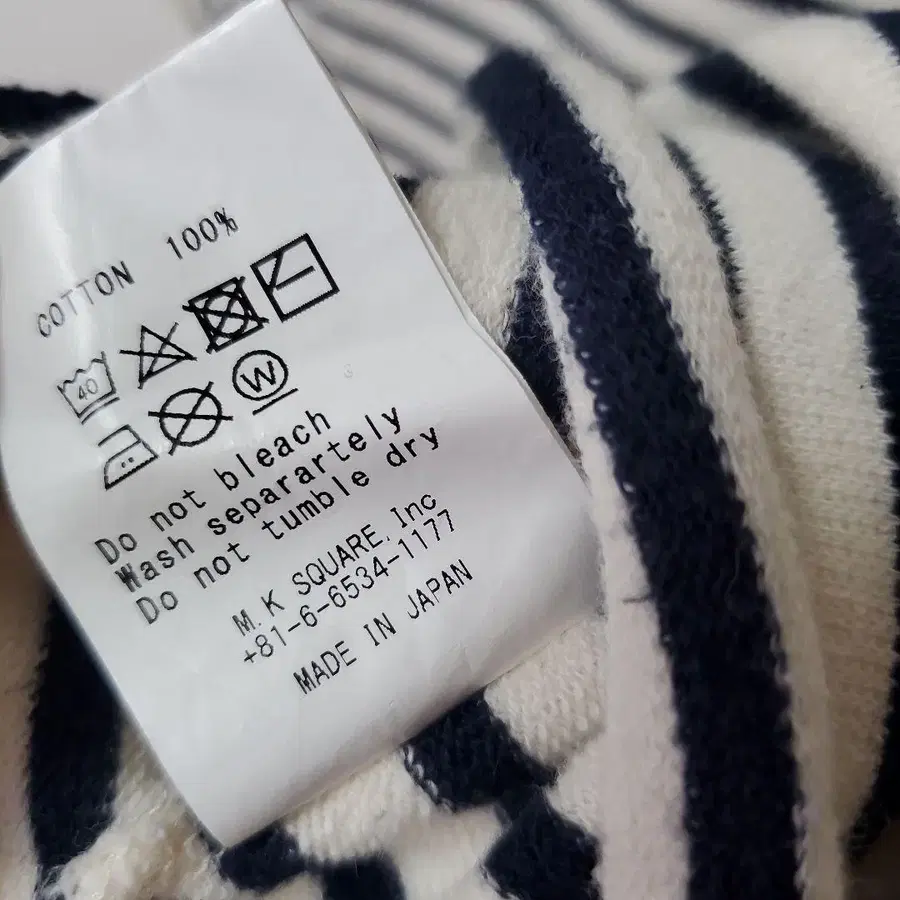 COTTON 100%
40
W
Do not bleach
Wash separartely
Do not tumble dry
M.K SQUARE, Inc
+81-6-6534-1177
MADE IN JAPAN